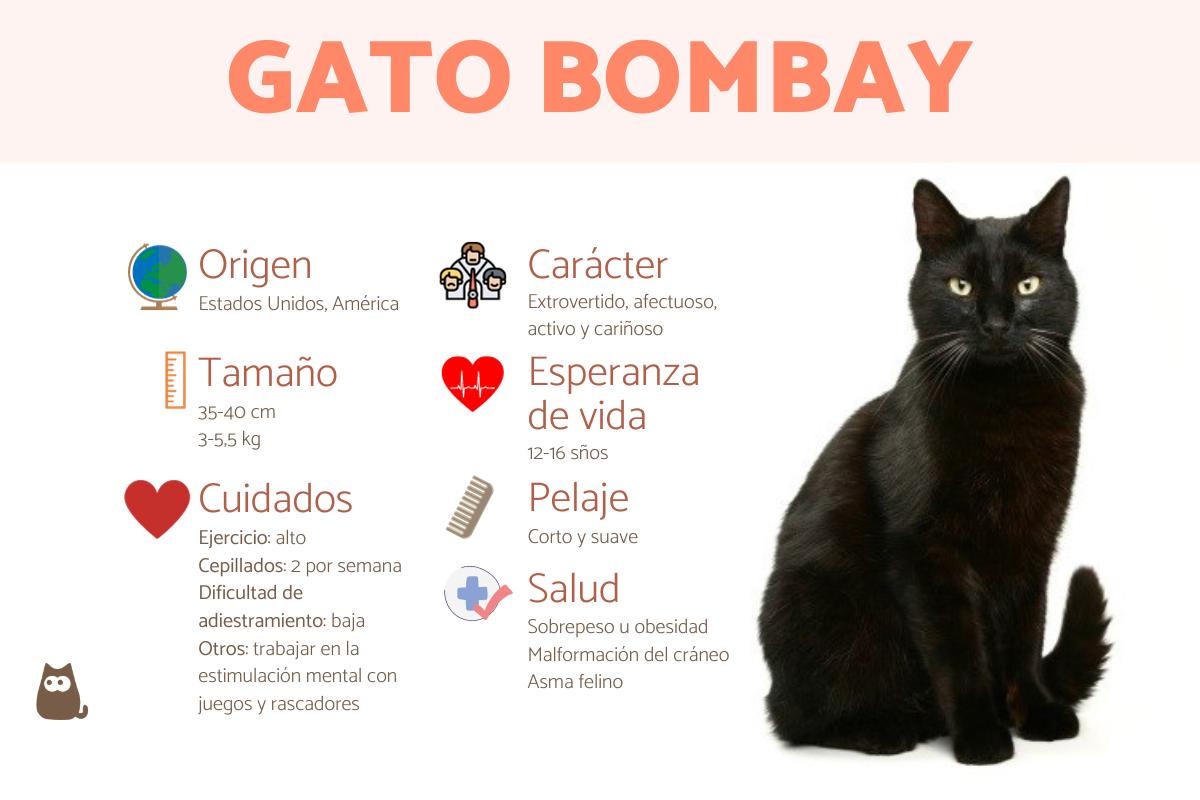 GATO BOMBAY
Origen
Estados Unidos, América
Tamaño
35-40 cm
3-5,5 kg
Cuidados
Ejercicio: alto
Cepillados: 2 por semana
Dificultad de
adiestramiento: baja
Otros: trabajar en la
estimulación mental con
juegos y rascadores
Carácter
Extrovertido, afectuoso,
activo y cariñoso
Esperanza
de vida
12-16 sños
Pelaje
Corto y suave
Salud
Sobrepeso u obesidad
Malformación del cráneo
Asma felino